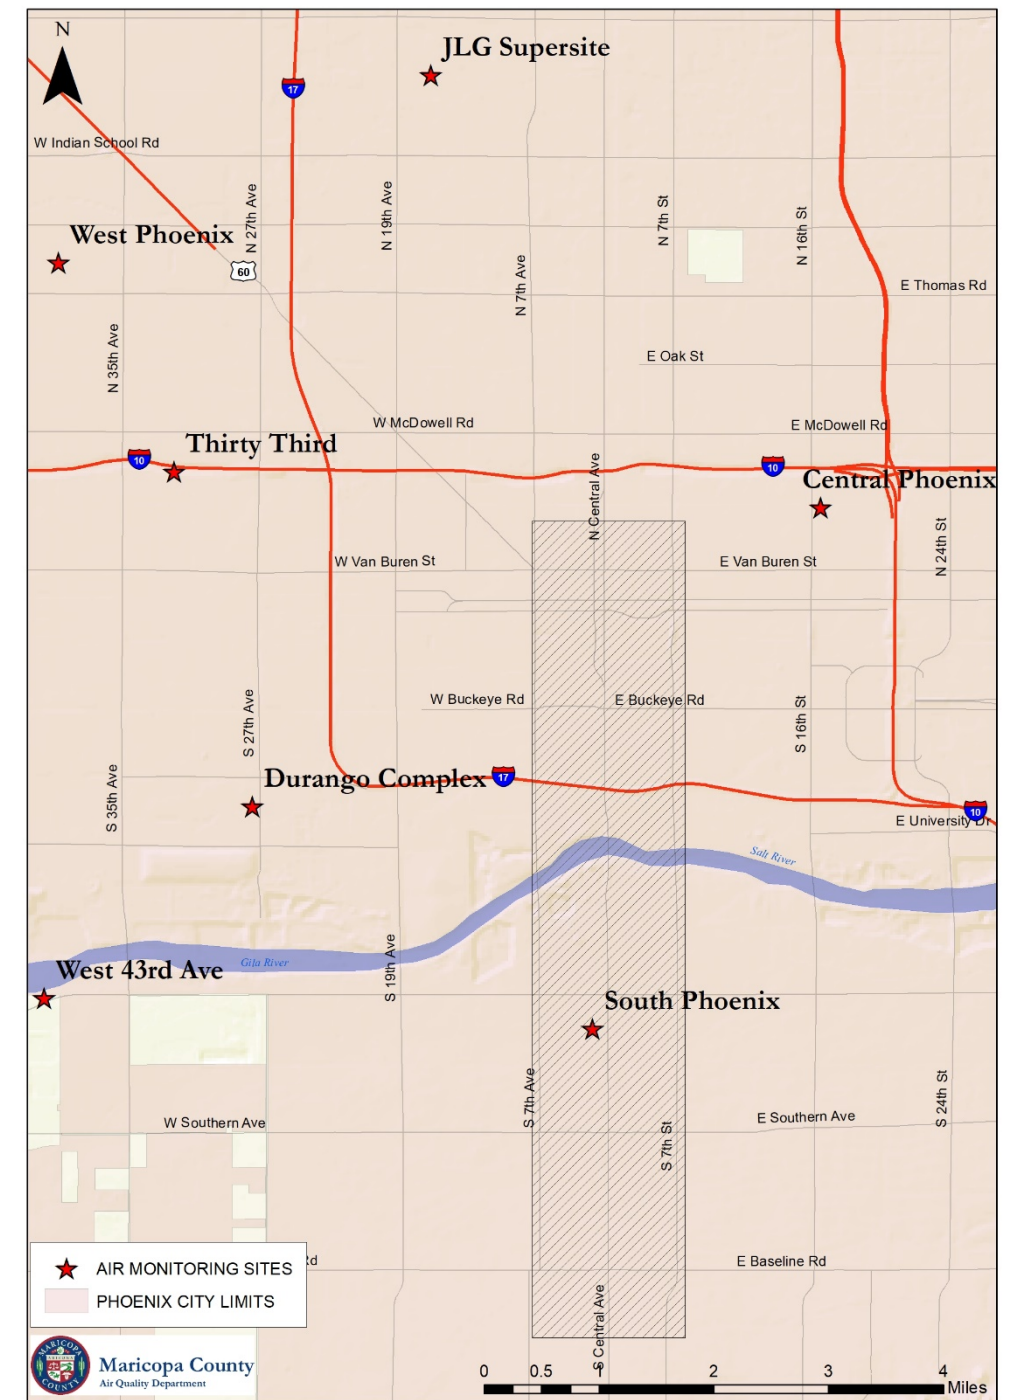 N
JLG Supersite
17
W Indian School Rd
N 27th Ave
N 19th Ave
N 7th St
N 16th St
West Phoenix
60
N 7th Ave
E Thomas Rd
N 35th Ave
E Oak St
W McDowell Rd
E McDowell Rd
Thirty Third
10
10
N Central Ave
Central Phoenix
N 24th St
W Van Buren St
E Van Buren St
W Buckeye Rd
E Buckeye Rd
S 27th Ave
S 16th St
Durango Complex
17
S 35th Ave
10
E University Dr
Salt River
Gila River
West 43rd Ave
S 19th Ave
South Phoenix
S 7th Ave
S 7th St
S 24th St
W Southern Ave
E Southern Ave
Rd
E Baseline Rd
AIR MONITORING SITES
PHOENIX CITY LIMITS
S Central Ave
MARICOPA
COUNTY
Maricopa County
Air Quality Department
0 0.5 1 2 3 4
Miles